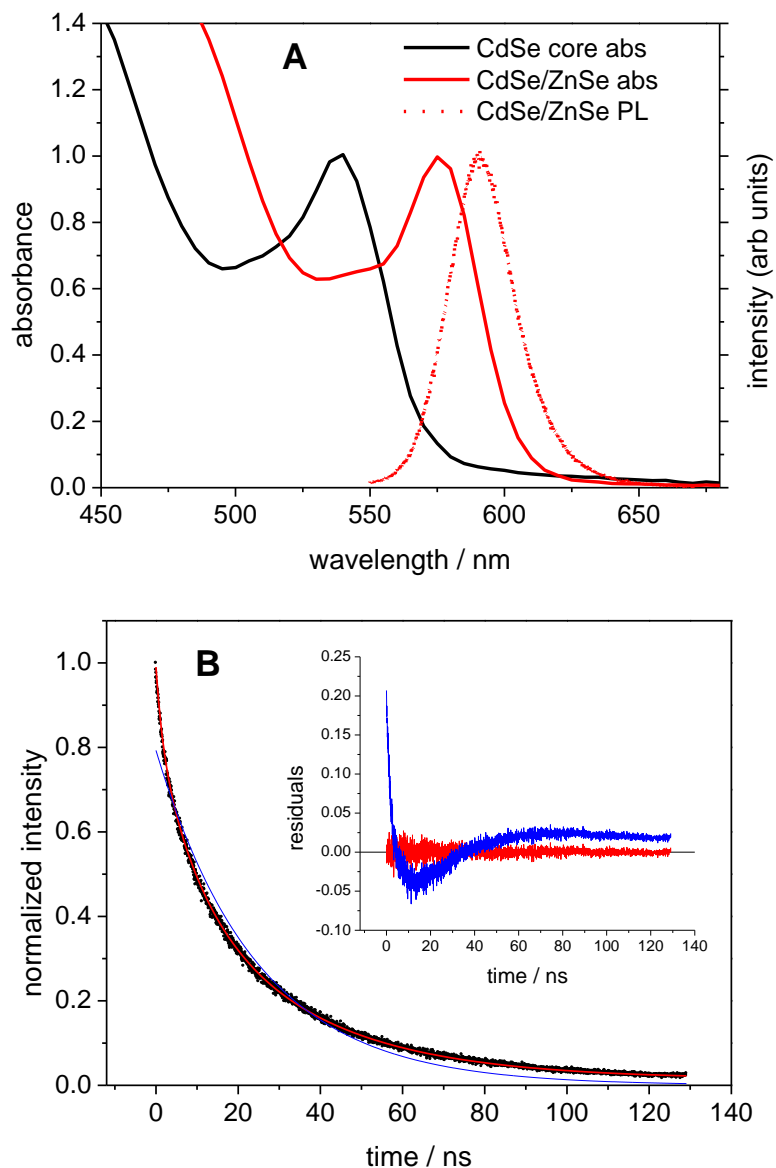 A
CdSe core abs
CdSe/ZnSe abs
CdSe/ZnSe PL
absorbance
intensity (arb units)
1.4
1.2
1.0
0.8
0.6
0.4
0.2
0.0
450 500 550 600 650
wavelength / nm
B
normalized intensity
1.0
0.8
0.6
0.4
0.2
0.0
0 20 40 60 80 100 120 140
time / ns
residuals
0.25
0.20
0.15
0.10
0.05
0.00
-0.05
-0.10
0 20 40 60 80 100 120 140
time / ns